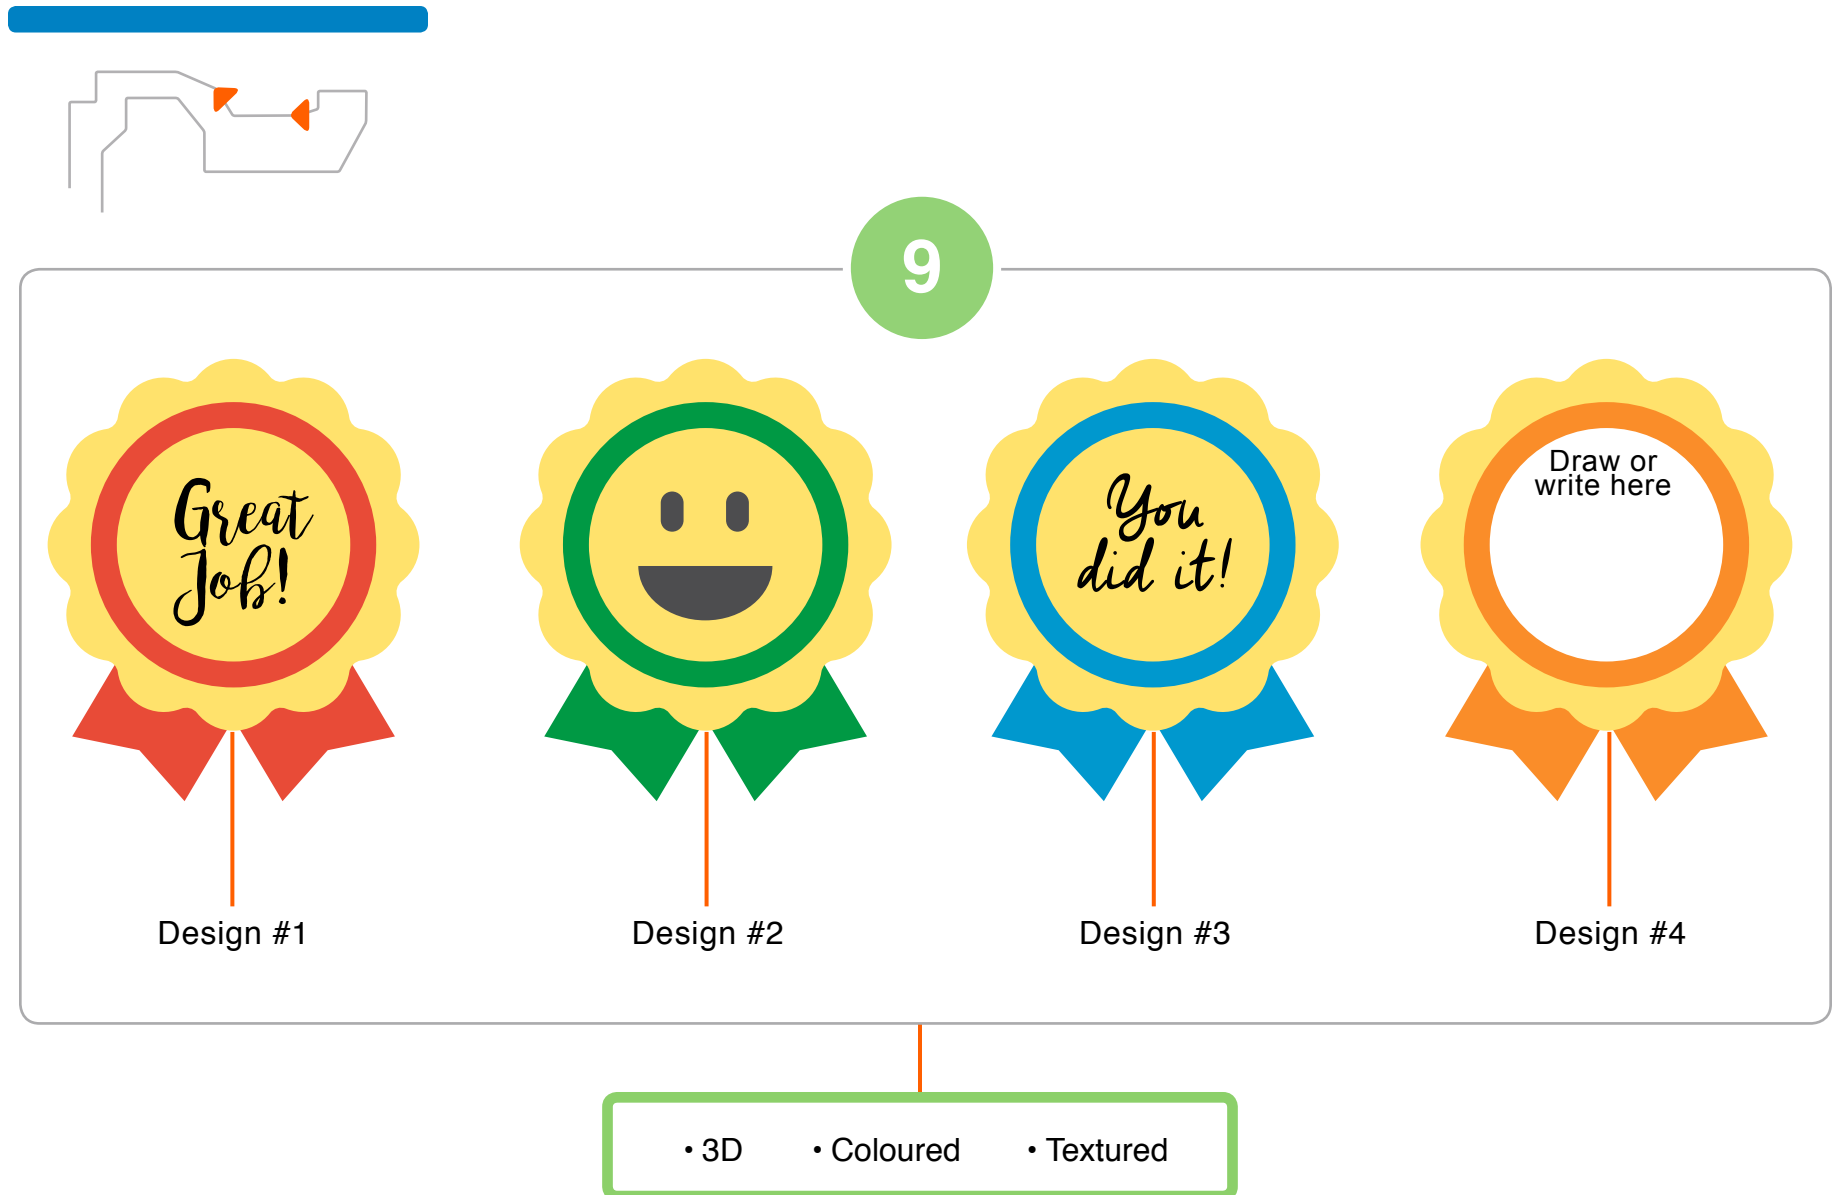 9
Great
Job!
You
did it!
Draw or
write here
Design #1
Design #2
Design #3
Design #4
• 3D • Coloured • Textured